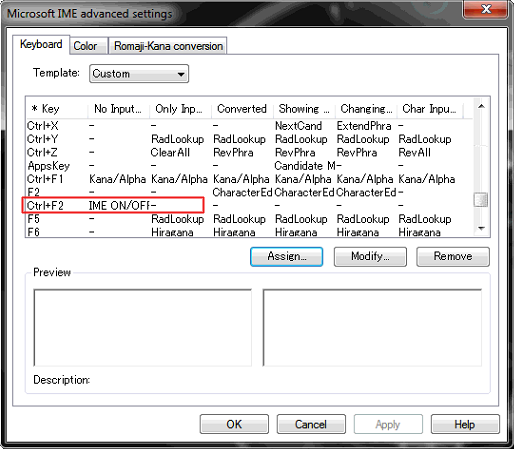 Microsoft IME advanced settings
Keyboard Color Romaji-Kana conversion
Template: Custom
* Key No Input... Only Inp... Converted Showing ... Changing... Char Inpu...
Ctrl+X - - - NextCand ExtendPhra -
Ctrl+Y - RadLookup RadLookup RadLookup RadLookup RadLookup
Ctrl+Z - ClearAll RevPhra RevPhra RevPhra RevAll
AppsKey - - - Candidate M - -
Ctrl+F1 Kana/Alpha Kana/Alpha Kana/Alpha Kana/Alpha Kana/Alpha Kana/Alpha
F2 - - CharacterEd CharacterEd CharacterEd -
Ctrl+F2 IME ON/OFF - - - - -
F5 - RadLookup RadLookup RadLookup RadLookup RadLookup
F6 - Hiragana Hiragana Hiragana Hiragana Hiragana
Assign... Modify... Remove
Preview
Description:
OK Cancel Apply Help